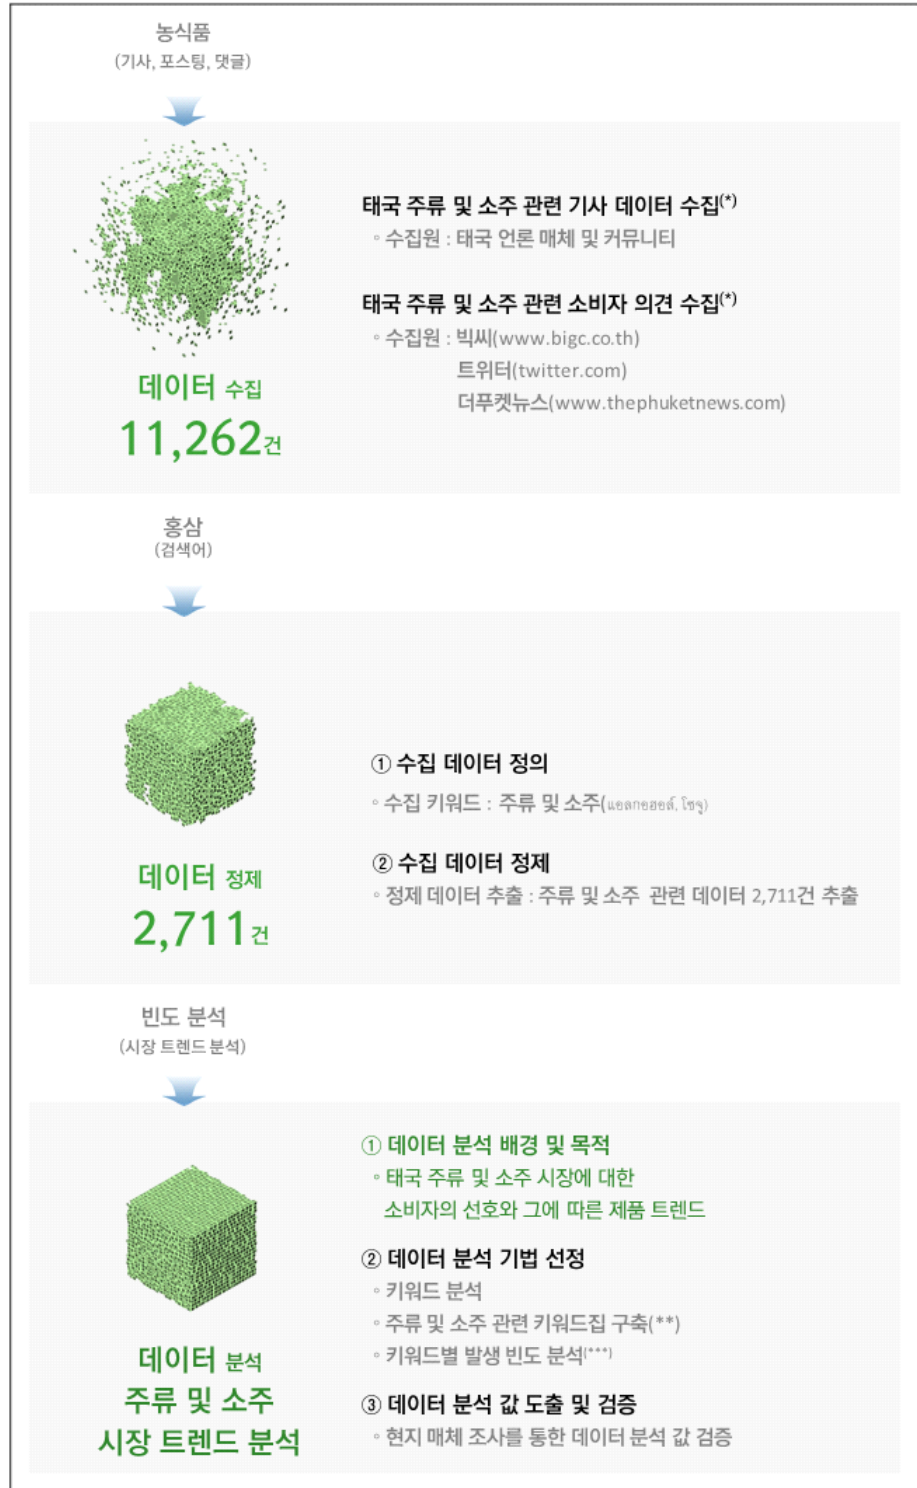 농식품
(기사, 포스팅, 댓글)
태국 주류 및 소주 관련 기사 데이터 수집(*)
◦ 수집원 : 태국 언론 매체 및 커뮤니티
태국 주류 및 소주 관련 소비자 의견 수집(*)
◦ 수집원 : 빅씨(www.bigc.co.th)
트위터(twitter.com)
더푸켓뉴스(www.thephuketnews.com)
데이터 수집
11,262건
홍삼
(검색어)
① 수집 데이터 정의
◦ 수집 키워드 : 주류 및 소주(แอลกอฮอล์, โซจู)
② 수집 데이터 정제
◦ 정제 데이터 추출 : 주류 및 소주 관련 데이터 2,711건 추출
데이터 정제
2,711건
빈도 분석
(시장 트렌드 분석)
① 데이터 분석 배경 및 목적
◦ 태국 주류 및 소주 시장에 대한
소비자의 선호와 그에 따른 제품 트렌드
② 데이터 분석 기법 선정
◦ 키워드 분석
◦ 주류 및 소주 관련 키워드집 구축(**)
◦ 키워드별 발생 빈도 분석(***)
③ 데이터 분석 값 도출 및 검증
◦ 현지 매체 조사를 통한 데이터 분석 값 검증
데이터 분석
주류 및 소주
시장 트렌드 분석